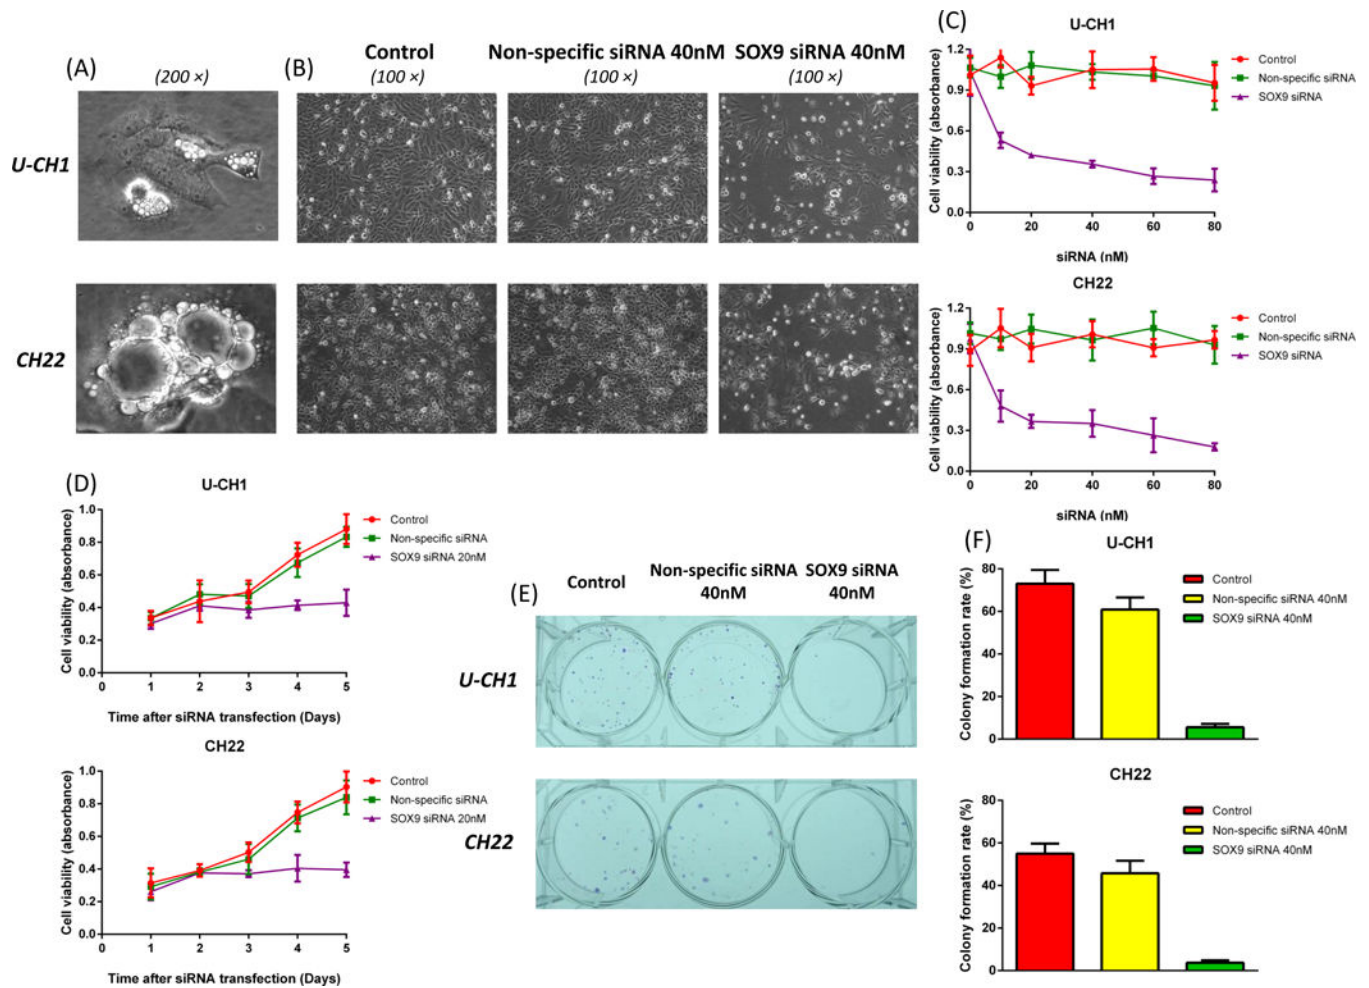 (A)
(200 ×)
(B)
Control
(100 ×)
Non-specific siRNA 40nM
(100 ×)
SOX9 siRNA 40nM
(100 ×)
U-CH1
CH22
(C)
U-CH1
Cell viability (absorbance)
1.2
0.9
0.6
0.3
0.0
0
20
40
60
80
siRNA (nM)
Control
Non-specific siRNA
SOX9 siRNA
CH22
Cell viability (absorbance)
1.2
0.9
0.6
0.3
0.0
0
20
40
60
80
siRNA (nM)
Control
Non-specific siRNA
SOX9 siRNA
(D)
U-CH1
Cell viability (absorbance)
1.0
0.8
0.6
0.4
0.2
0.0
0
1
2
3
4
5
Time after siRNA transfection (Days)
Control
Non-specific siRNA
SOX9 siRNA 20nM
CH22
Cell viability (absorbance)
1.0
0.8
0.6
0.4
0.2
0.0
0
1
2
3
4
5
Time after siRNA transfection (Days)
Control
Non-specific siRNA
SOX9 siRNA 20nM
(E)
Control
Non-specific siRNA
40nM
SOX9 siRNA
40nM
U-CH1
CH22
(F)
U-CH1
Colony formation rate (%)
80
60
40
20
0
Control
Non-specific siRNA 40nM
SOX9 siRNA 40nM
CH22
Colony formation rate (%)
80
60
40
20
0
Control
Non-specific siRNA 40nM
SOX9 siRNA 40nM